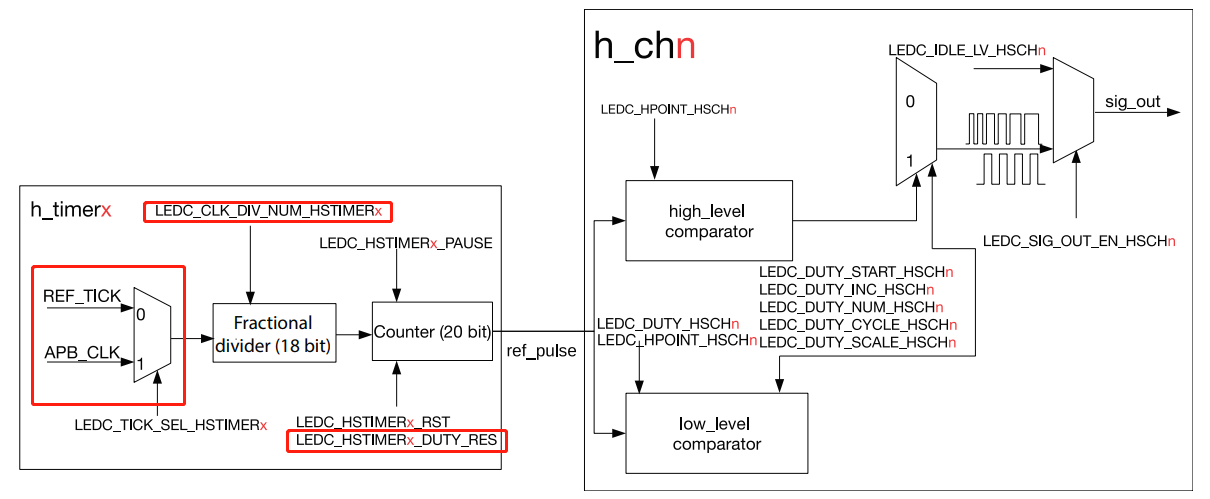 h_timerx
LEDC_CLK_DIV_NUM_HSTIMERx
LEDC_HSTIMERx_PAUSE
REF_TICK
0
APB_CLK
1
Fractional
divider (18 bit)
Counter (20 bit)
ref_pulse
LEDC_TICK_SEL_HSTIMERx
LEDC_HSTIMERx_RST
LEDC_HSTIMERx_DUTY_RES
h_chn
LEDC_IDLE_LV_HSCHn
LEDC_HPOINT_HSCHn
0
1
sig_out
high_level
comparator
LEDC_SIG_OUT_EN_HSCHn
LEDC_DUTY_START_HSCHn
LEDC_DUTY_INC_HSCHn
LEDC_DUTY_NUM_HSCHn
LEDC_DUTY_CYCLE_HSCHn
LEDC_DUTY_SCALE_HSCHn
LEDC_DUTY_HSCHn
LEDC_HPOINT_HSCHn
low_level
comparator